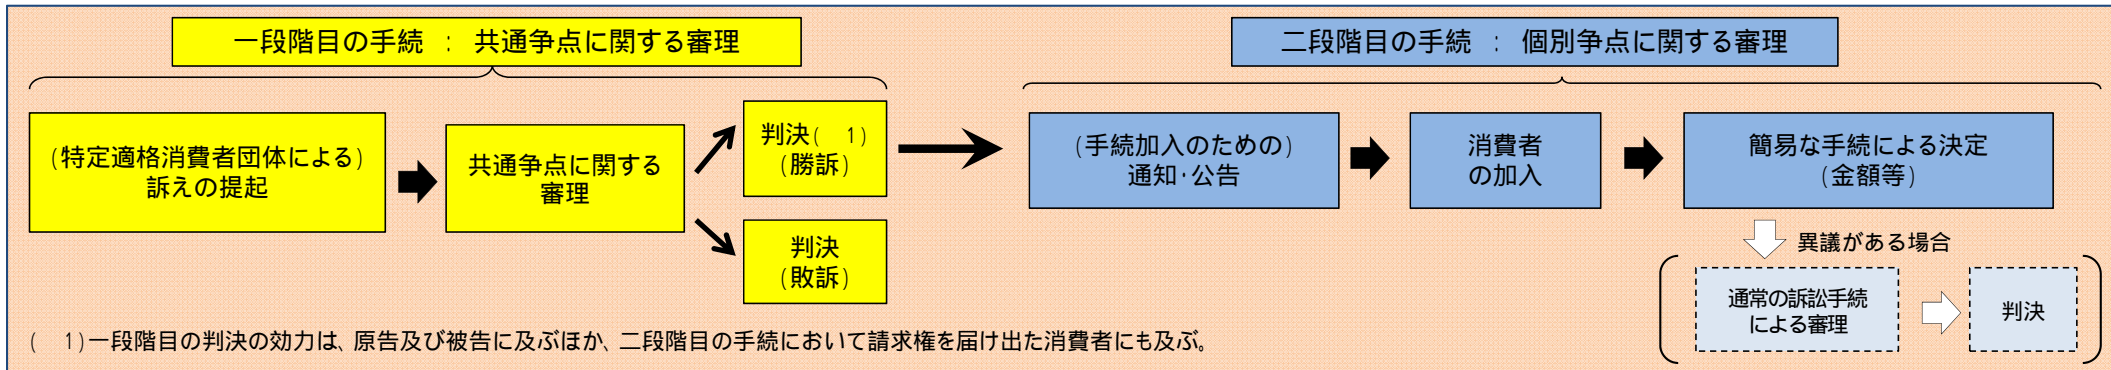 一段階目の手続 : 共通争点に関する審理
二段階目の手続 : 個別争点に関する審理
(特定適格消費者団体による)
訴えの提起
共通争点に関する
審理
判決( 1)
(勝訴)
判決
(敗訴)
(手続加入のための)
通知・公告
消費者
の加入
簡易な手続による決定
(金額等)
異議がある場合
通常の訴訟手続
による審理
判決
( 1)一段階目の判決の効力は、原告及び被告に及ぶほか、二段階目の手続において請求権を届け出た消費者にも及ぶ。